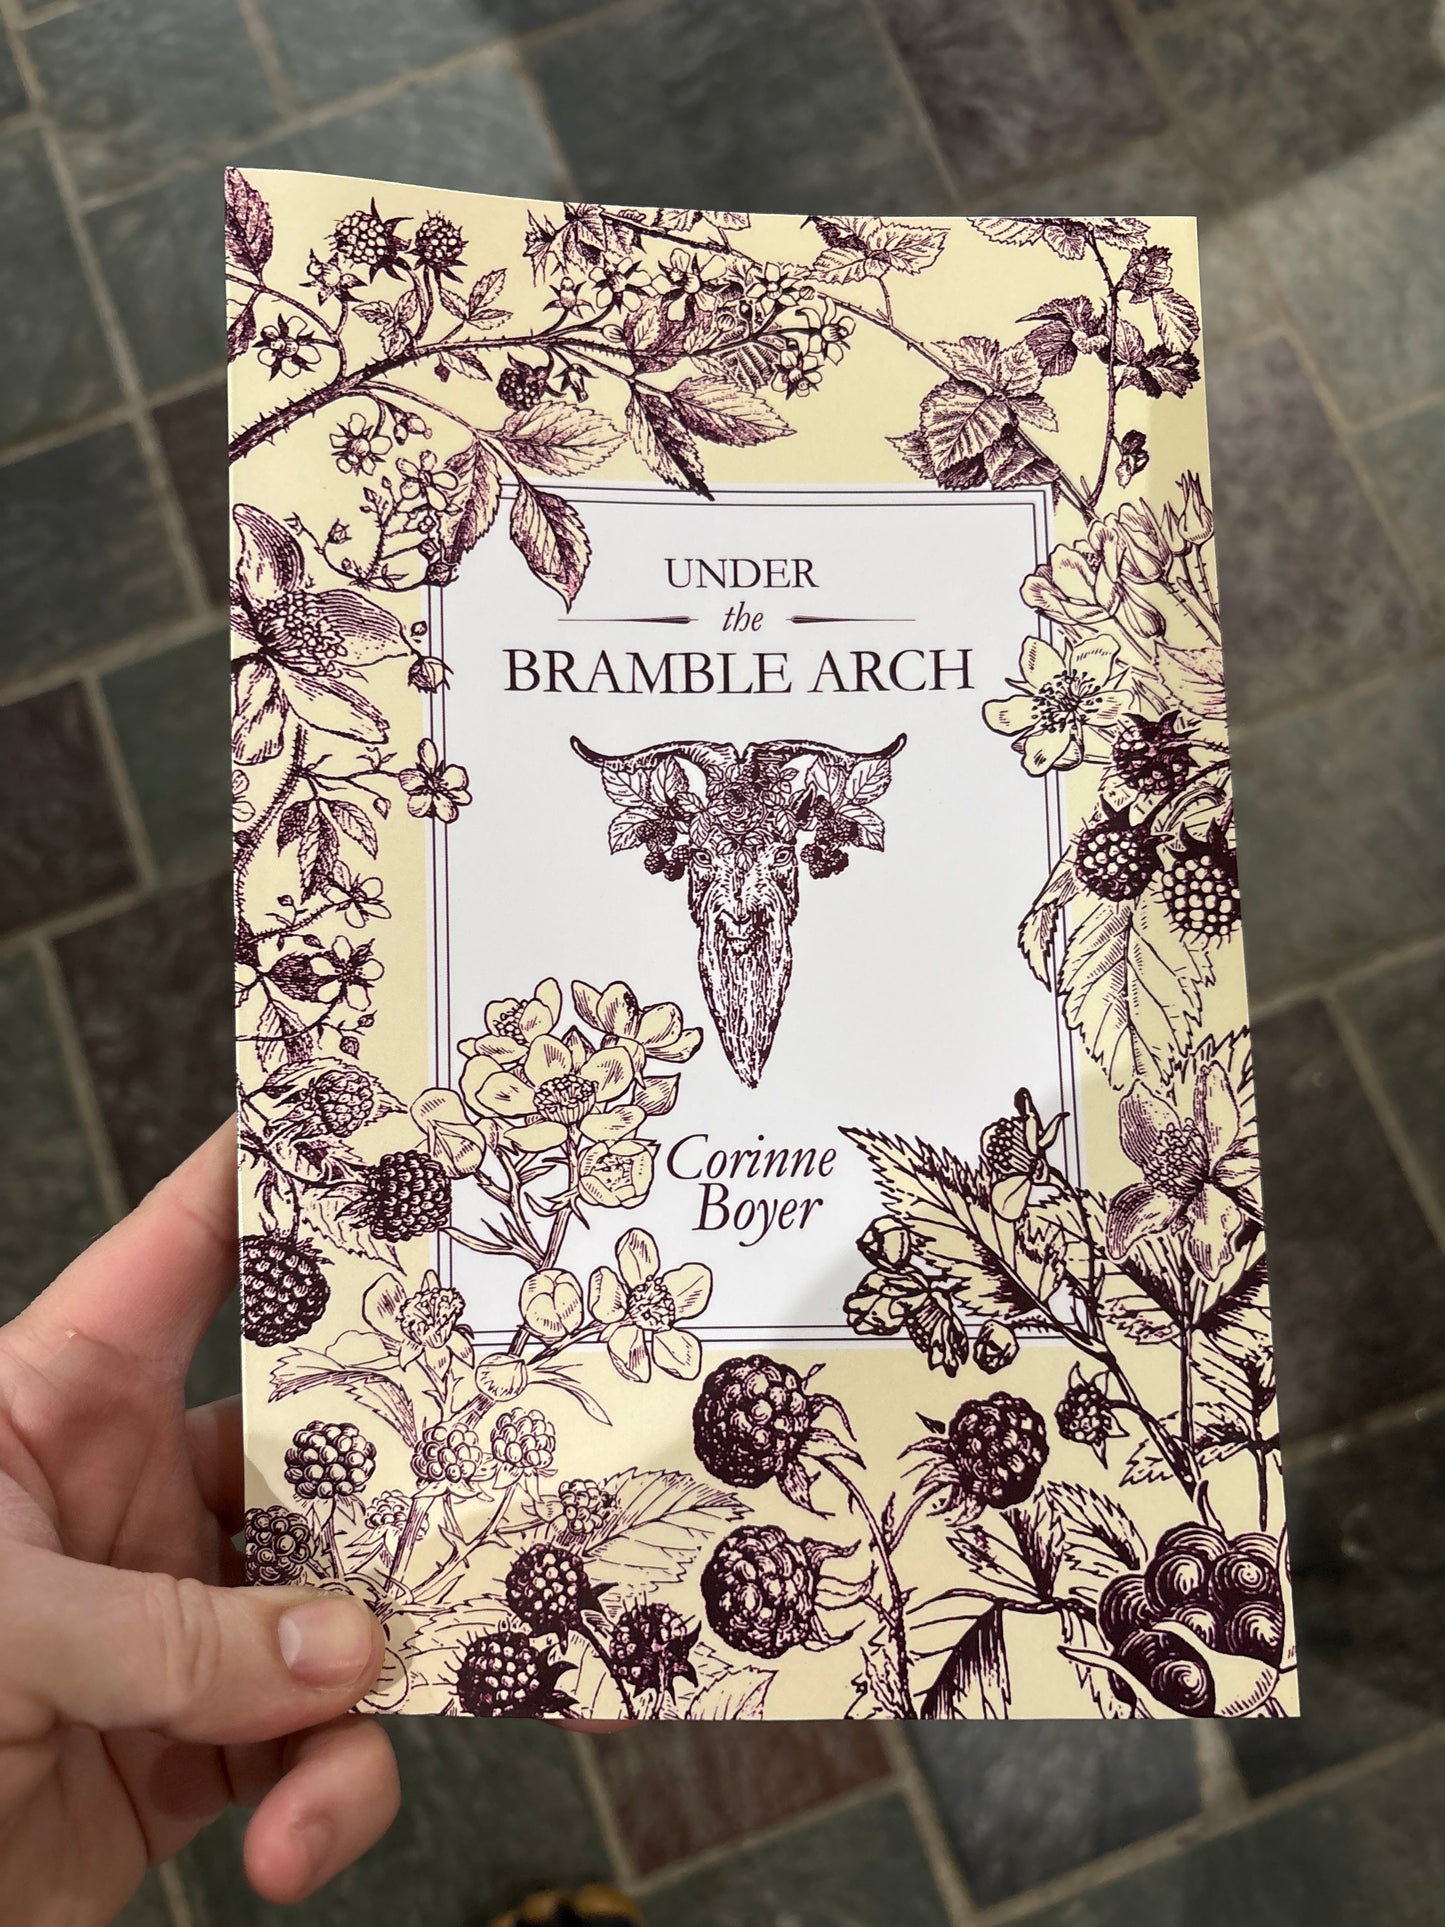 UNDER
the
BRAMBLE ARCH
Corinne
Boyer